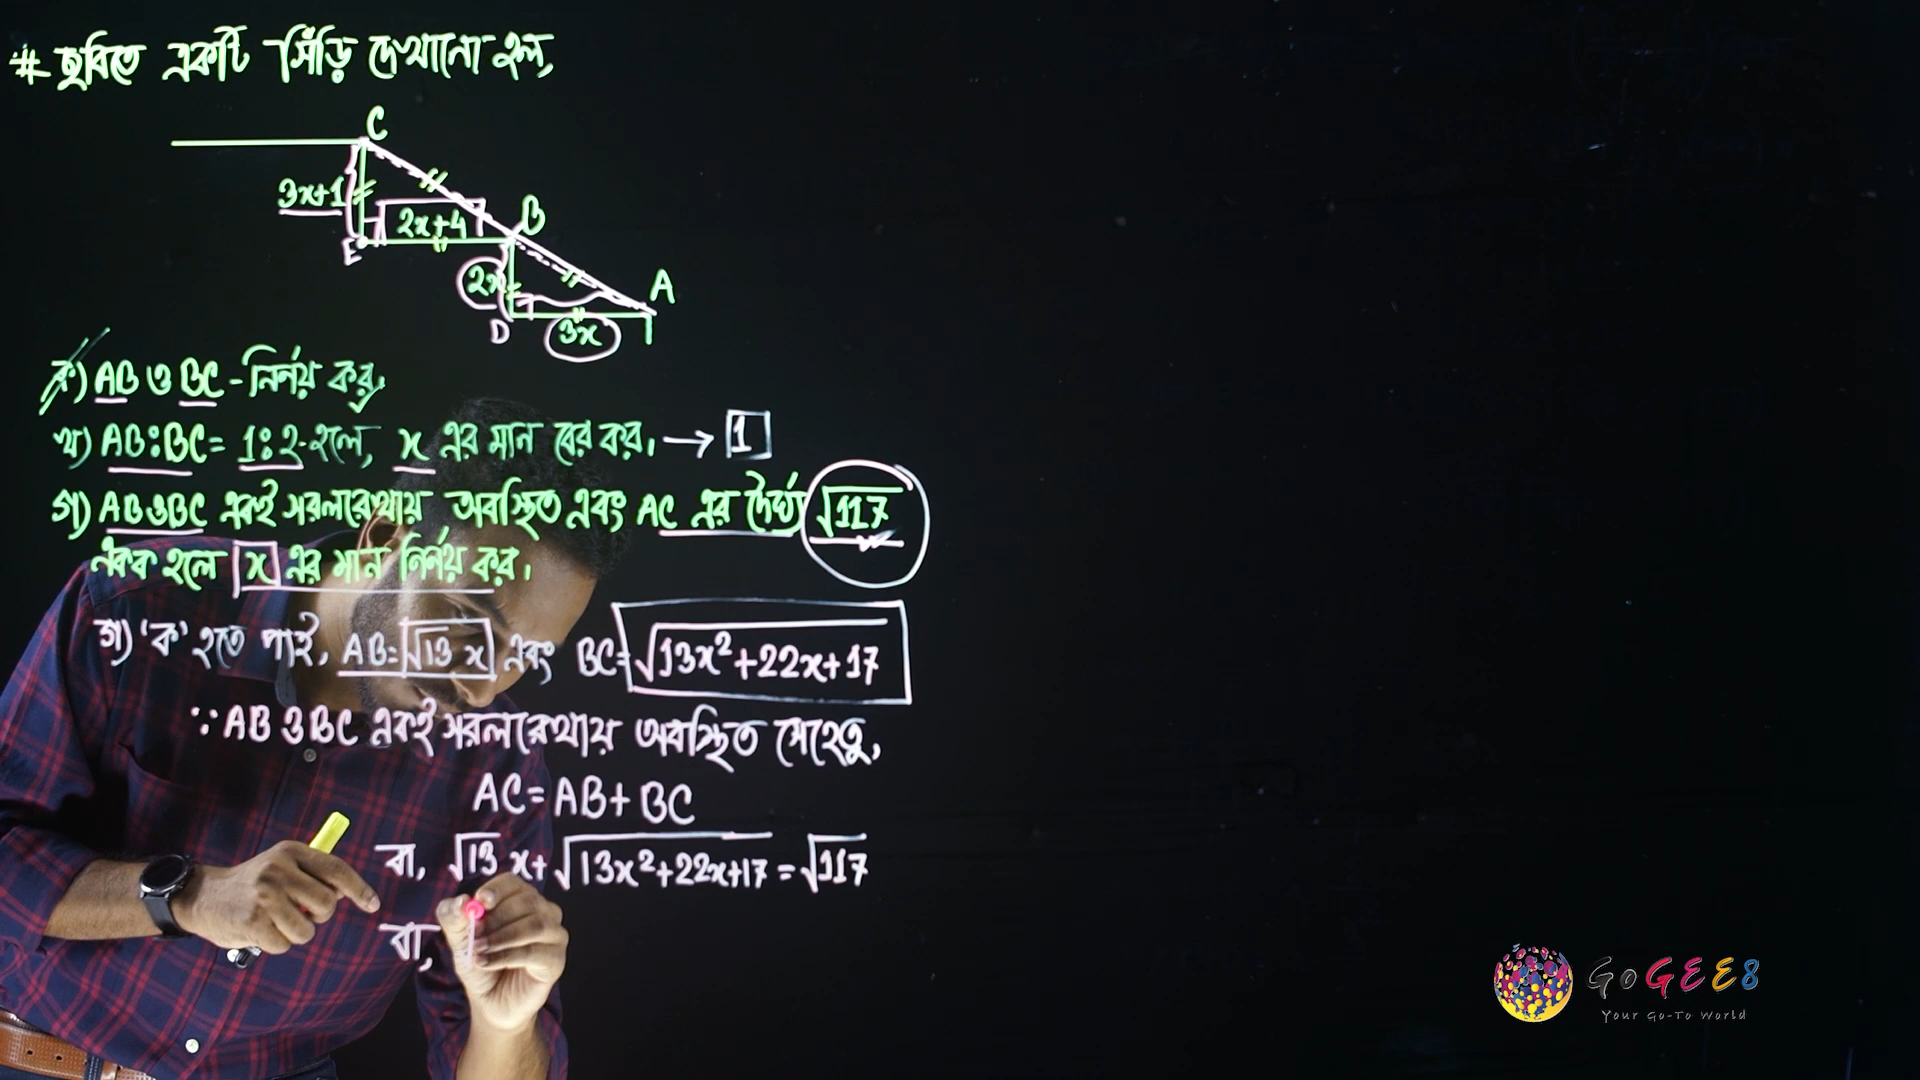 # ছবিতে একটি সিঁড়ি দেখানো হল,
C
3x+1
2x+4
B
E
2x
A
D
3x
ক) AB ও BC - নির্ণয় কর,
খ) AB:BC = 1:2 হলে, x এর মান বের কর। → 1
গ) AB ও BC একই সরলরেখায় অবস্থিত এবং AC এর দৈর্ঘ্য √117
একক হলে x এর মান নির্ণয় কর।
গ) 'ক' হতে পাই, AB=√13 x এবং BC=√13x²+22x+17
∵ AB ও BC একই সরলরেখায় অবস্থিত সেহেতু,
AC = AB + BC
বা, √13 x+ √13x²+22x+17 = √117
বা,
GoGEE8
Your Go-To World